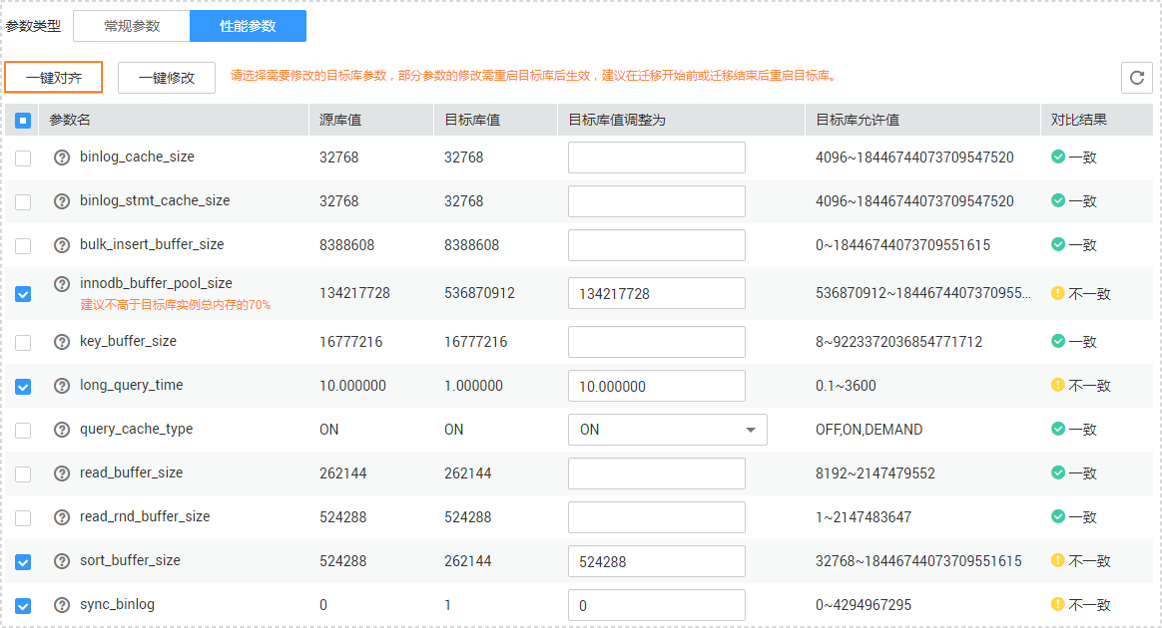 参数类型 常规参数 性能参数
一键对齐 一键修改 请选择需要修改的目标库参数，部分参数的修改需重启目标库后生效，建议在迁移开始前或迁移结束后重启目标库。
参数名 源库值 目标库值 目标库值调整为 目标库允许值 对比结果
binlog_cache_size 32768 32768 4096~18446744073709547520 一致
binlog_stmt_cache_size 32768 32768 4096~18446744073709547520 一致
bulk_insert_buffer_size 8388608 8388608 0~18446744073709551615 一致
innodb_buffer_pool_size 134217728 536870912 134217728 536870912~1844674407370955... 不一致
建议不高于目标库实例总内存的70%
key_buffer_size 16777216 16777216 8~9223372036854771712 一致
long_query_time 10.000000 1.000000 10.000000 0.1~3600 不一致
query_cache_type ON ON ON OFF,ON,DEMAND 一致
read_buffer_size 262144 262144 8192~2147479552 一致
read_rnd_buffer_size 524288 524288 1~2147483647 一致
sort_buffer_size 524288 262144 524288 32768~18446744073709551615 不一致
sync_binlog 0 1 0 0~4294967295 不一致